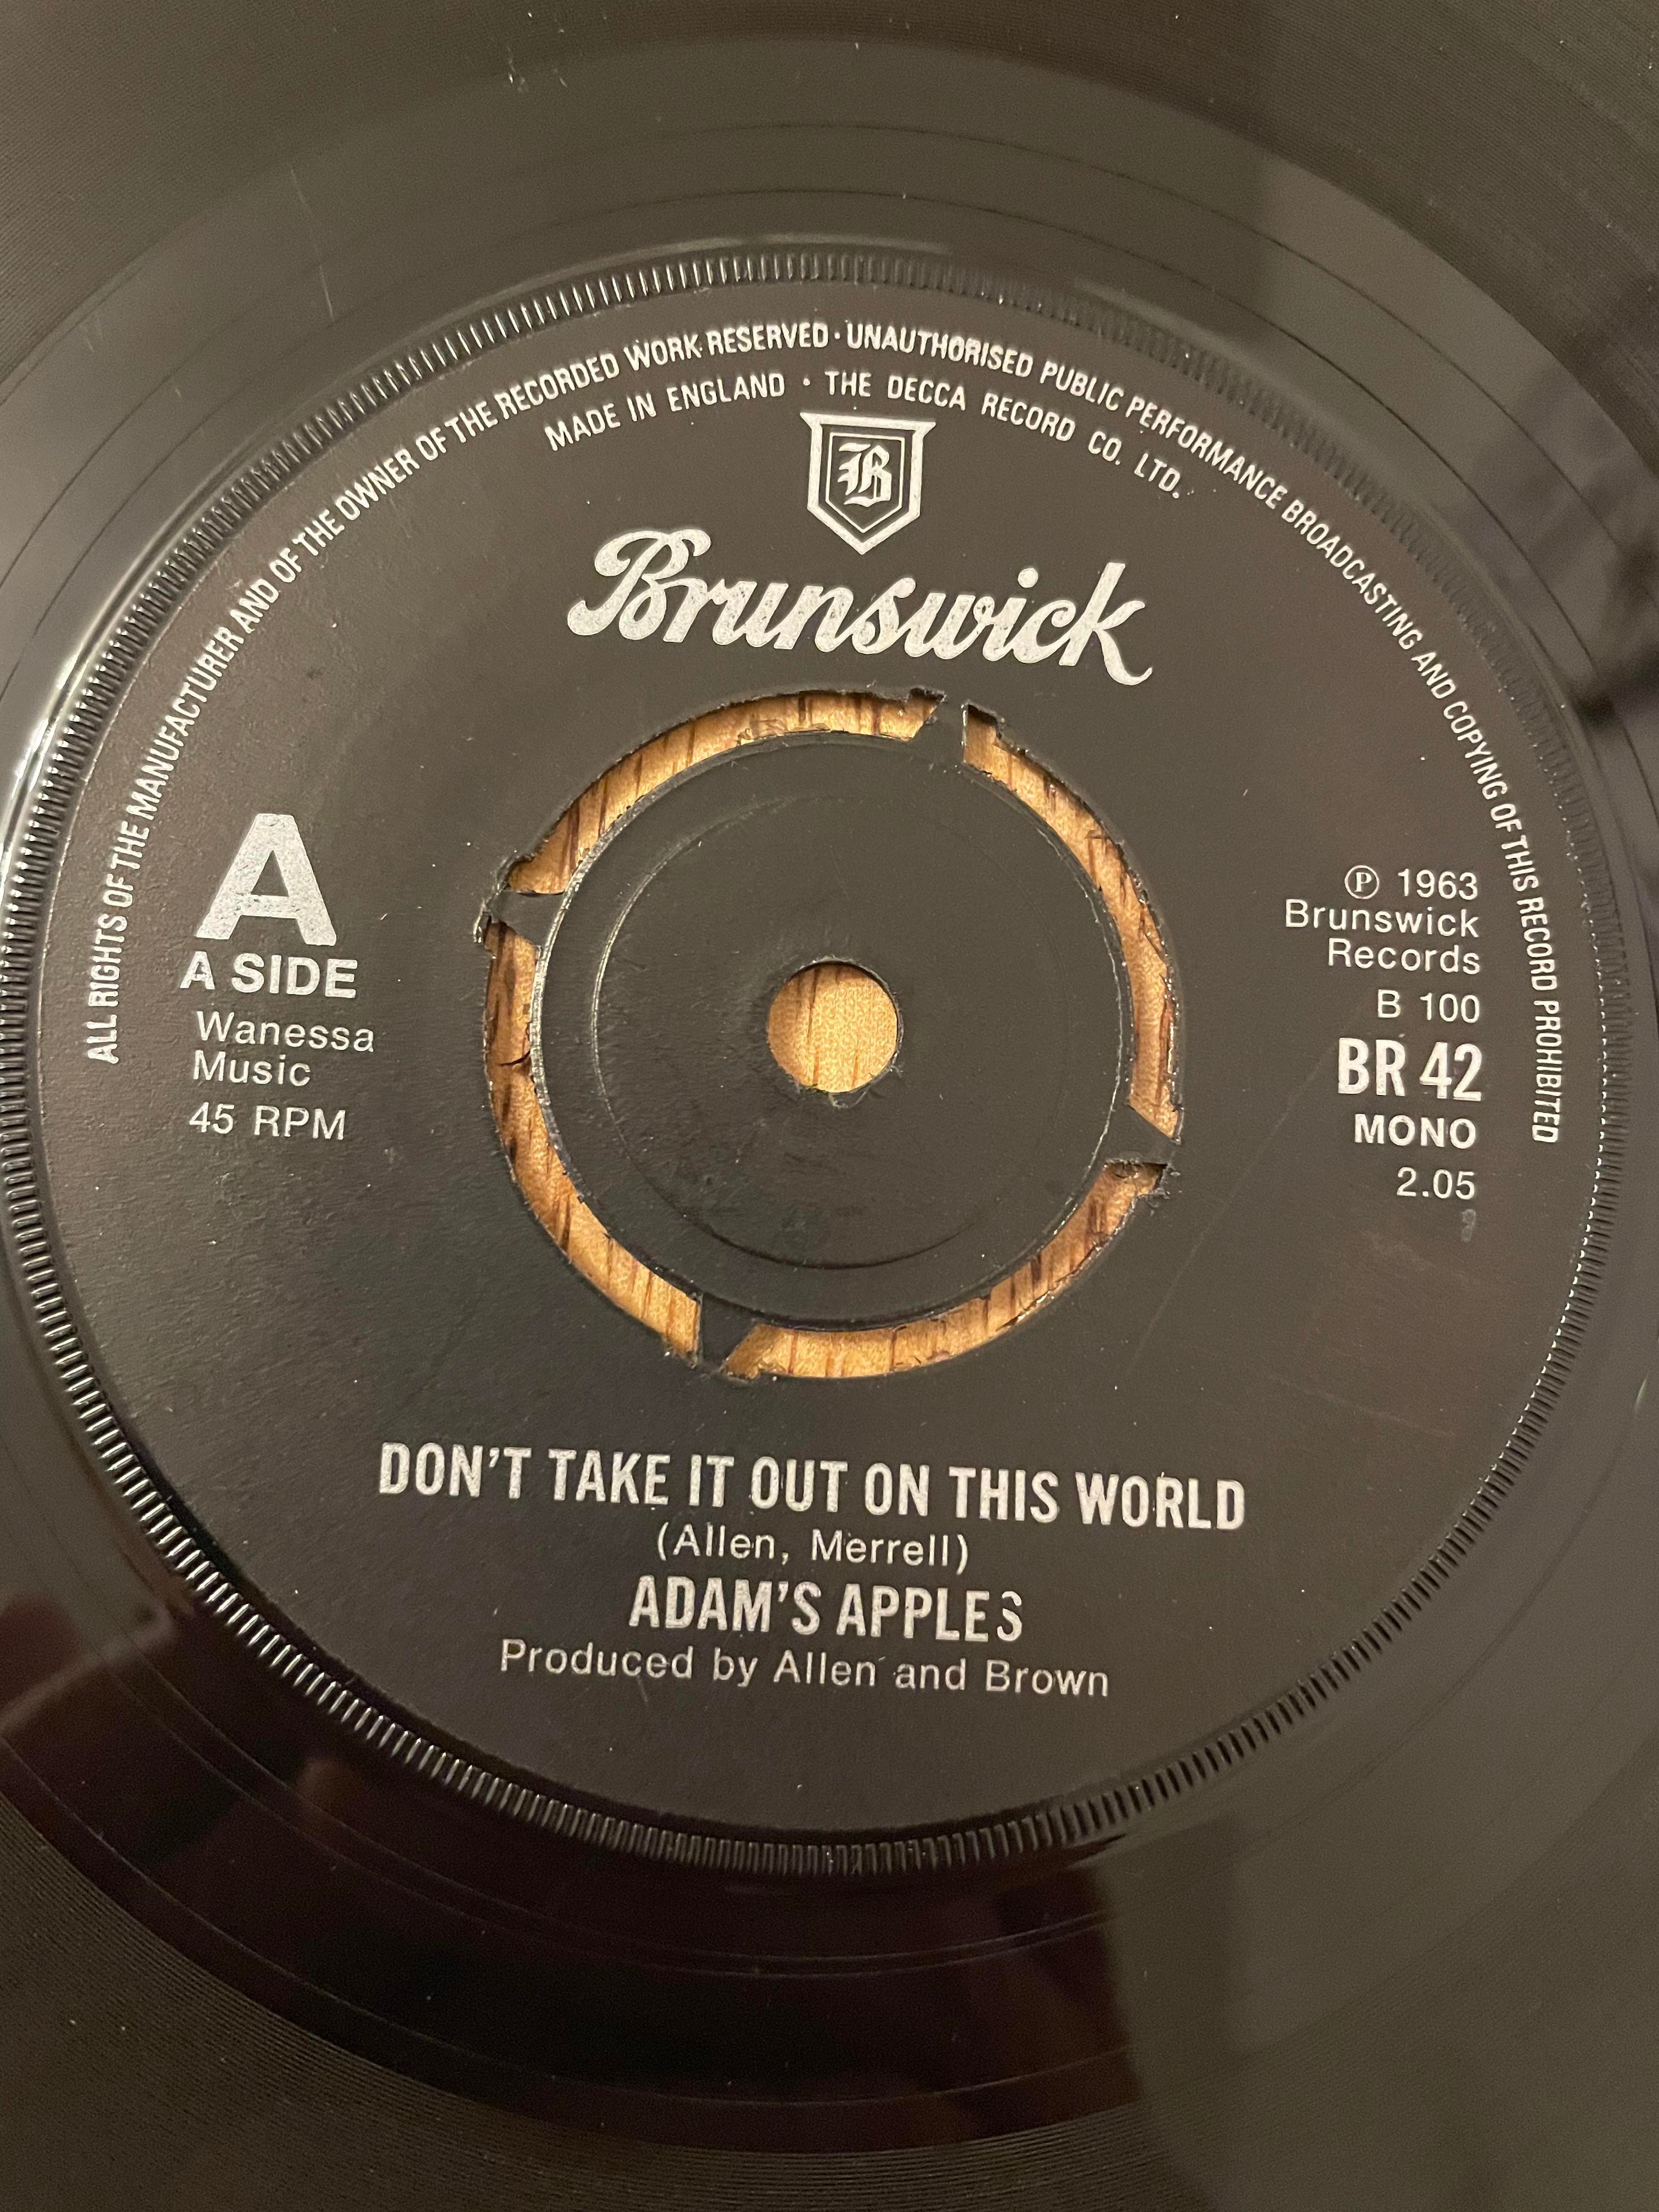 ALL RIGHTS OF THE MANUFACTURER AND OF THE OWNER OF THE RECORDED WORK RESERVED · UNAUTHORISED PUBLIC PERFORMANCE BROADCASTING AND COPYING OF THIS RECORD PROHIBITED
MADE IN ENGLAND · THE DECCA RECORD CO. LTD.
B
Brunswick
A
A SIDE
Wanessa
Music
45 RPM
℗ 1963
Brunswick
Records
B 100
BR 42
MONO
2.05
DON'T TAKE IT OUT ON THIS WORLD
(Allen, Merrell)
ADAM'S APPLES
Produced by Allen and Brown